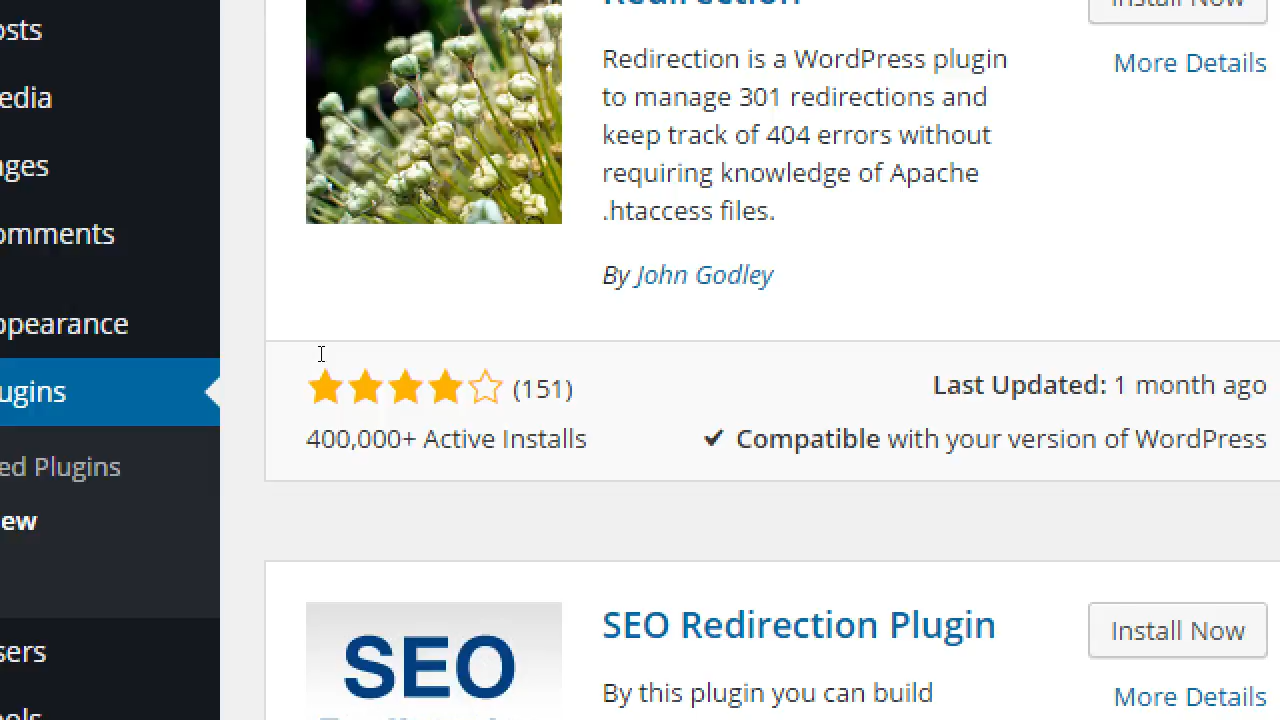 Redirection
Install Now
Redirection is a WordPress plugin
to manage 301 redirections and
keep track of 404 errors without
requiring knowledge of Apache
.htaccess files.
More Details
By John Godley
(151)
400,000+ Active Installs
Last Updated: 1 month ago
✔ Compatible with your version of WordPress
SEO Redirection Plugin
Install Now
By this plugin you can build
More Details
SEO
osts
edia
ages
omments
ppearance
ugins
ed Plugins
ew
sers
ools